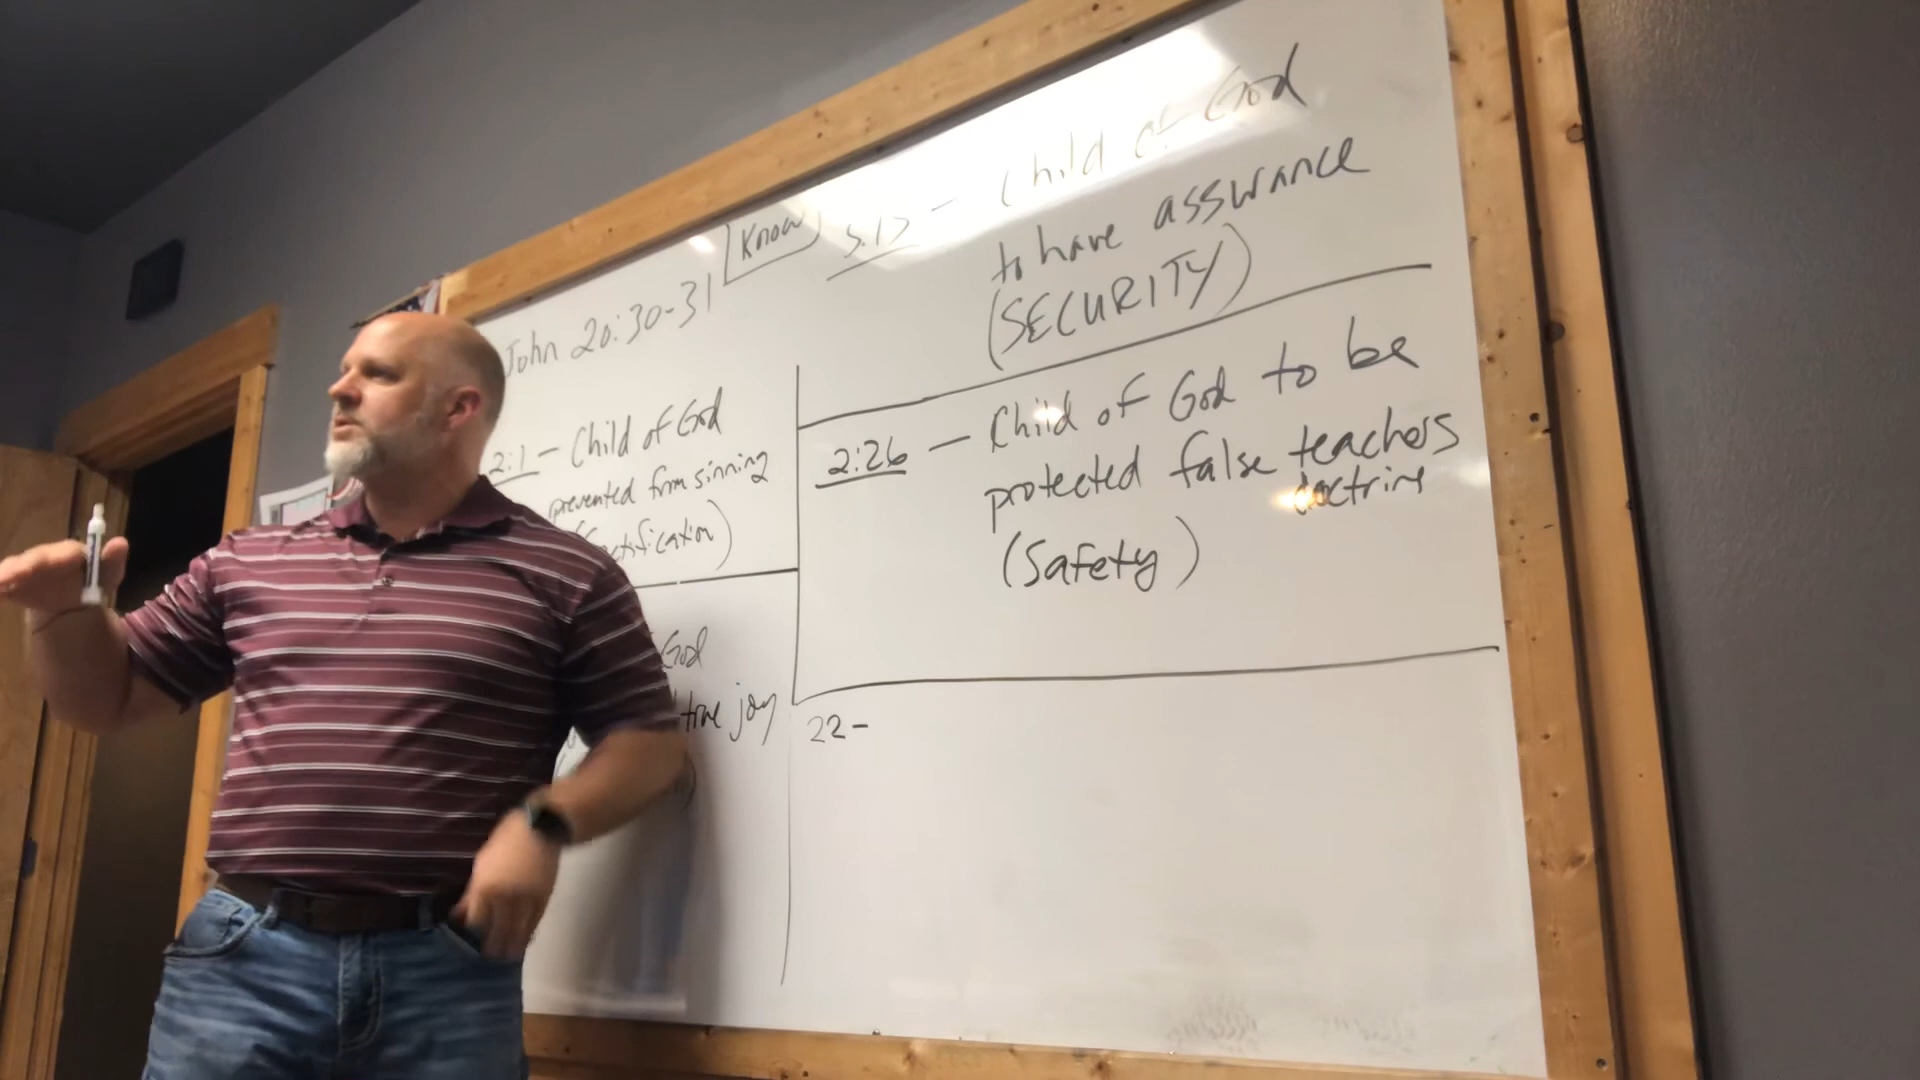 John 20:30-31
Know
5:13 - Child of God
to have assurance
(SECURITY)
2:1 - Child of God
prevented from sinning
God
true joy
2:26 - Child of God to be
protected false teachers
doctrine
(Safety)
22-